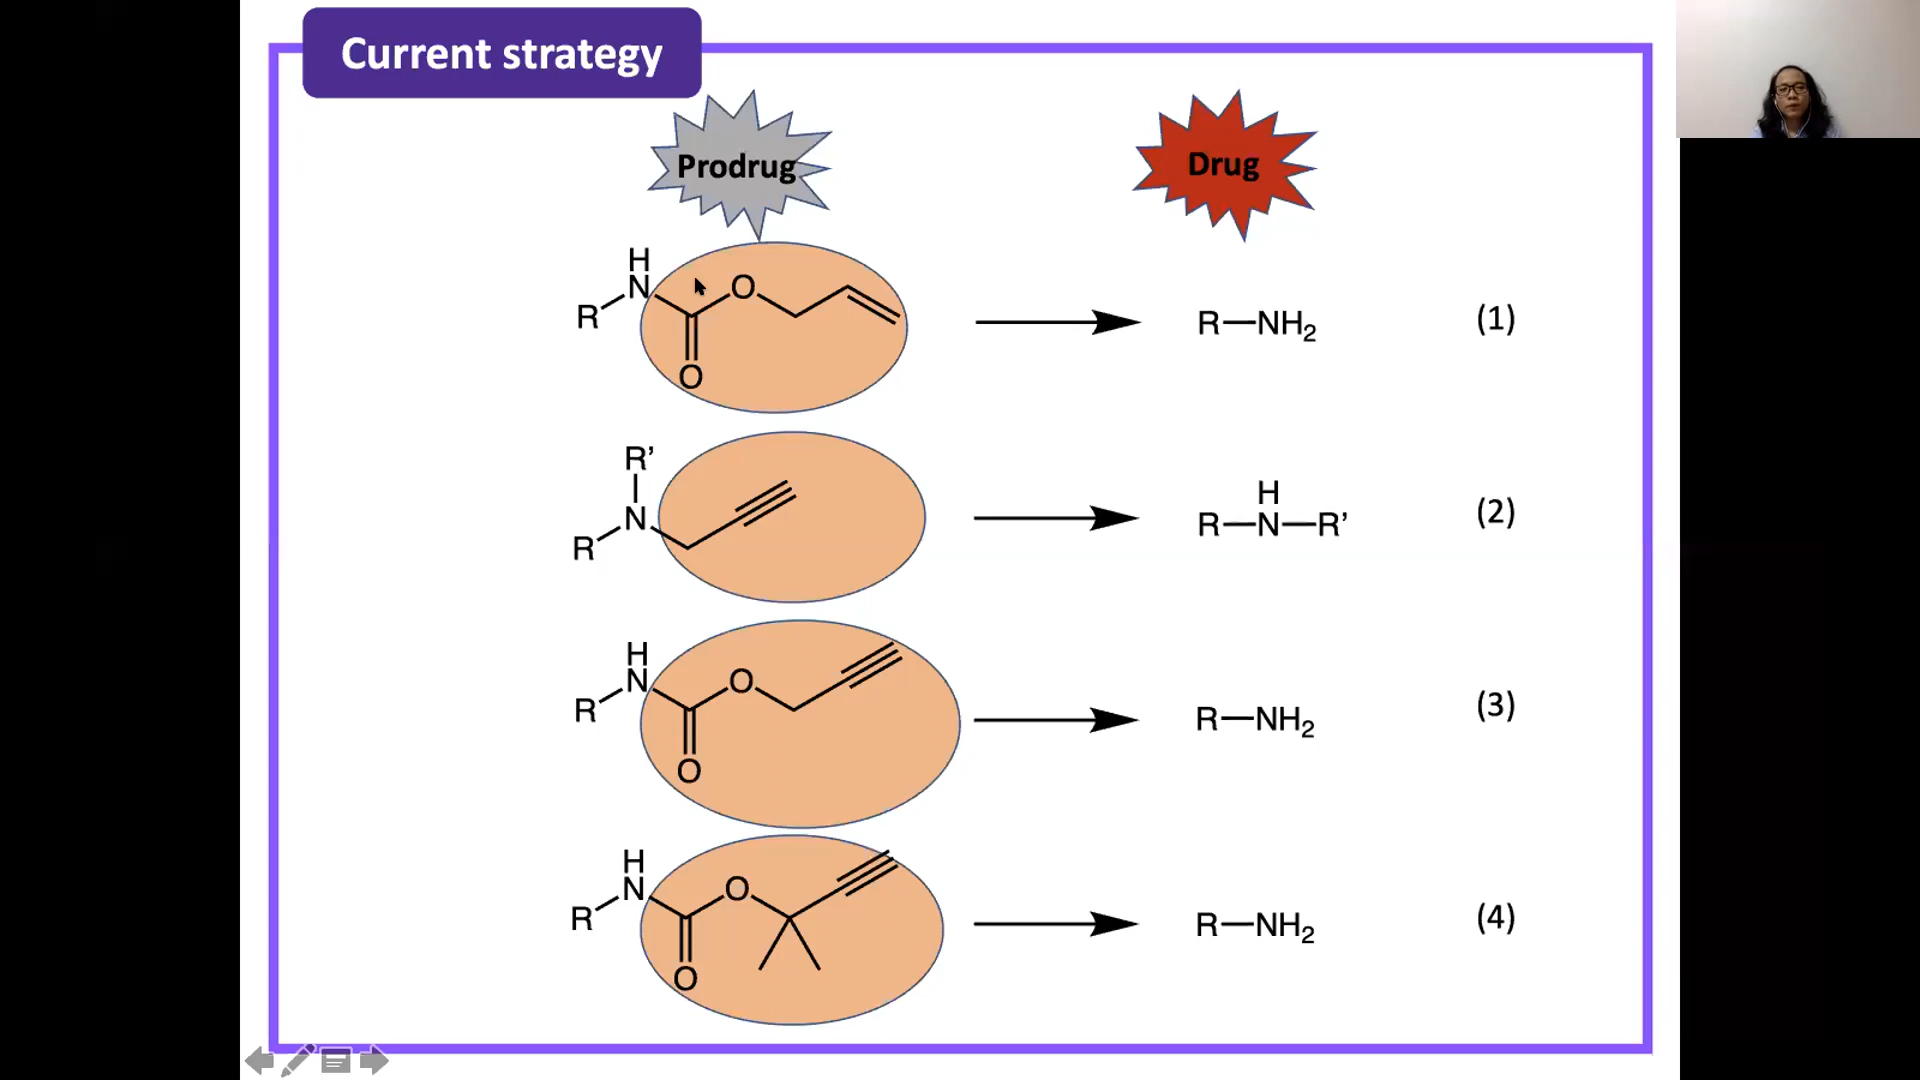 Current strategy
Prodrug
Drug
H
N
R
O
O
R—NH2
(1)
R'
N
R
H
R—N—R'
(2)
H
N
R
O
O
R—NH2
(3)
H
N
R
O
O
R—NH2
(4)